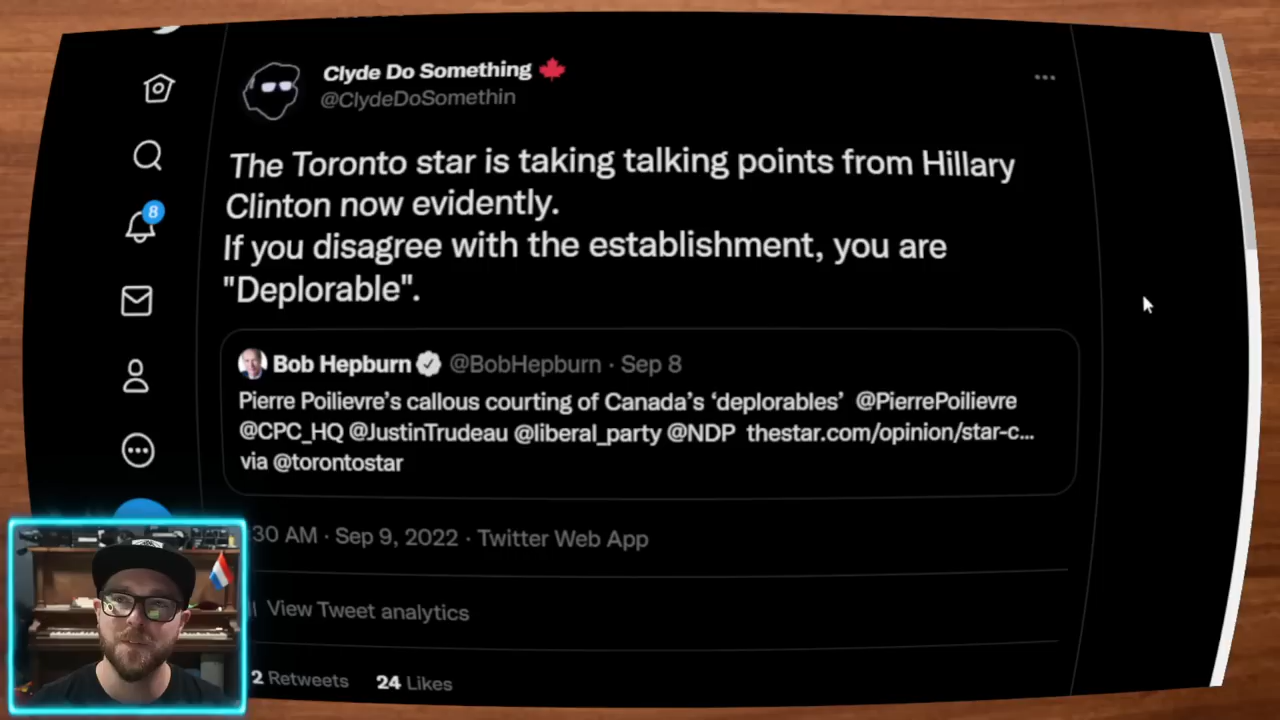 Clyde Do Something
@ClydeDoSomethin
The Toronto star is taking talking points from Hillary
Clinton now evidently.
If you disagree with the establishment, you are
"Deplorable".
8
Bob Hepburn @BobHepburn · Sep 8
Pierre Poilievre's callous courting of Canada's 'deplorables' @PierrePoilievre
@CPC_HQ @JustinTrudeau @liberal_party @NDP thestar.com/opinion/star-c...
via @torontostar
30 AM · Sep 9, 2022 · Twitter Web App
View Tweet analytics
2 Retweets 24 Likes